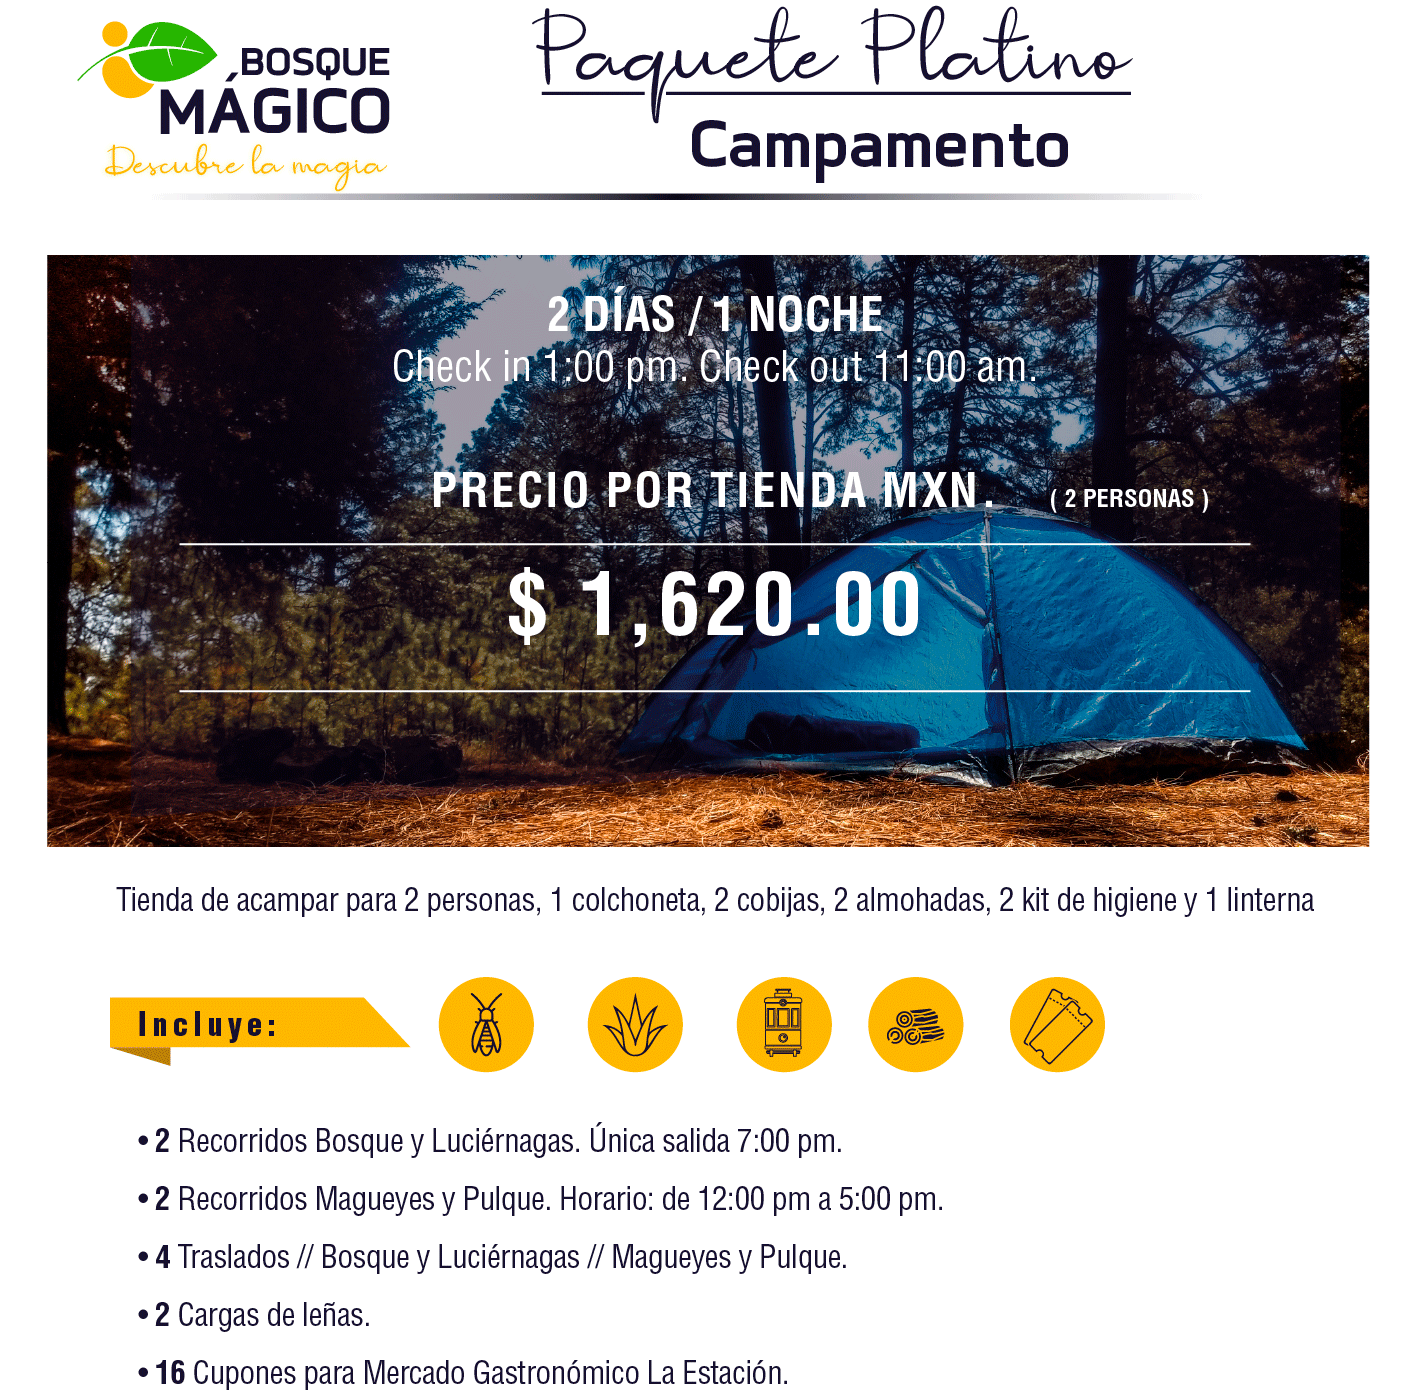 BOSQUE
MÁGICO
Descubre la magia
Paquete Platino
Campamento
2 DÍAS / 1 NOCHE
Check in 1:00 pm. Check out 11:00 am.
PRECIO POR TIENDA MXN. ( 2 PERSONAS )
$ 1,620.00
Tienda de acampar para 2 personas, 1 colchoneta, 2 cobijas, 2 almohadas, 2 kit de higiene y 1 linterna
Incluye:
• 2 Recorridos Bosque y Luciérnagas. Única salida 7:00 pm.
• 2 Recorridos Magueyes y Pulque. Horario: de 12:00 pm a 5:00 pm.
• 4 Traslados // Bosque y Luciérnagas // Magueyes y Pulque.
• 2 Cargas de leñas.
• 16 Cupones para Mercado Gastronómico La Estación.